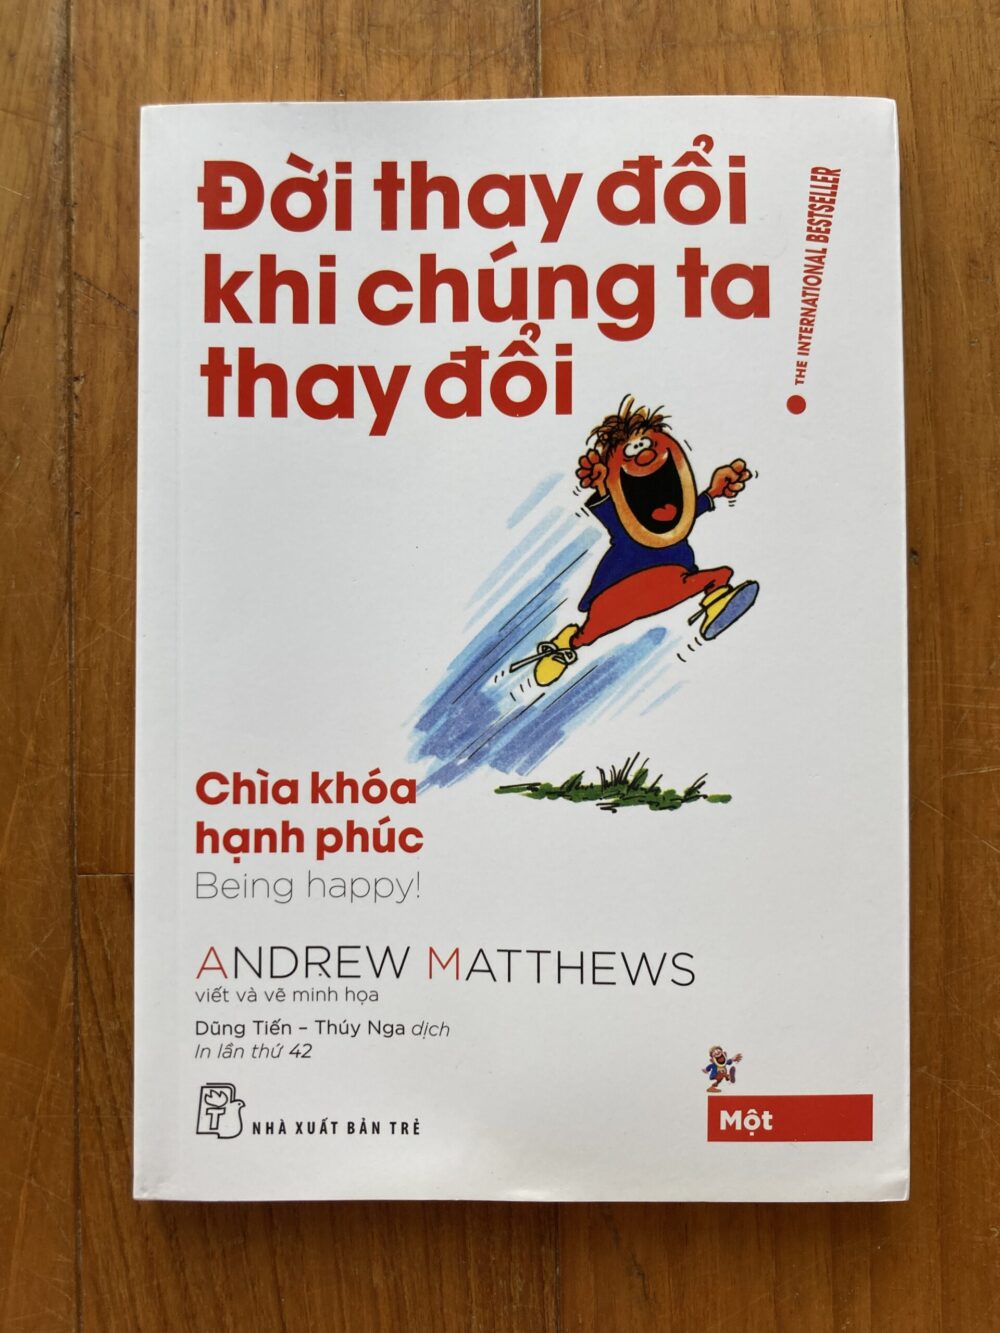 Đời thay đổi
khi chúng ta
thay đổi
THE INTERNATIONAL BESTSELLER
Chìa khóa
hạnh phúc
Being happy!
ANDREW MATTHEWS
viết và vẽ minh họa
Dũng Tiến – Thúy Nga dịch
In lần thứ 42
NHÀ XUẤT BẢN TRẺ
Một